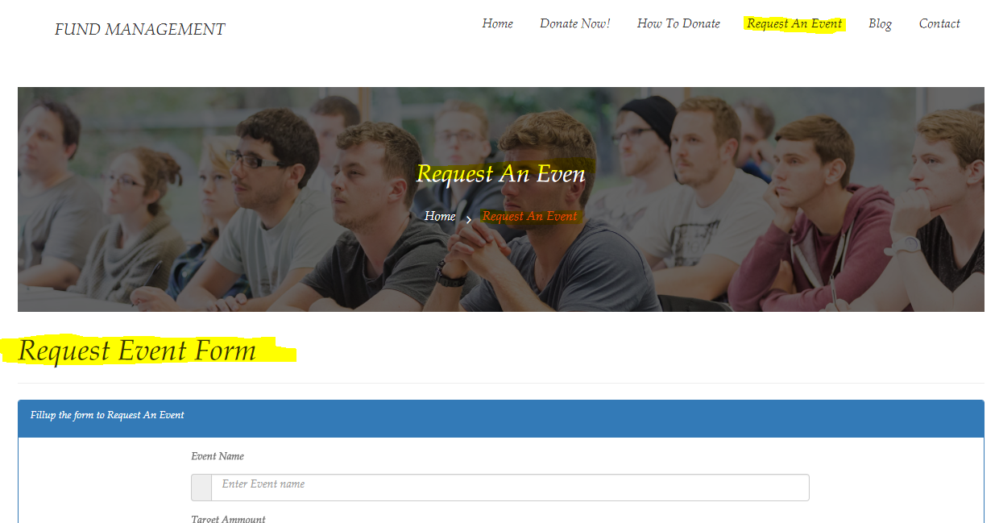 FUND MANAGEMENT
Home Donate Now! How To Donate Request An Event Blog Contact
Request An Even
Home › Request An Event
Request Event Form
Fillup the form to Request An Event
Event Name
Enter Event name
Target Ammount